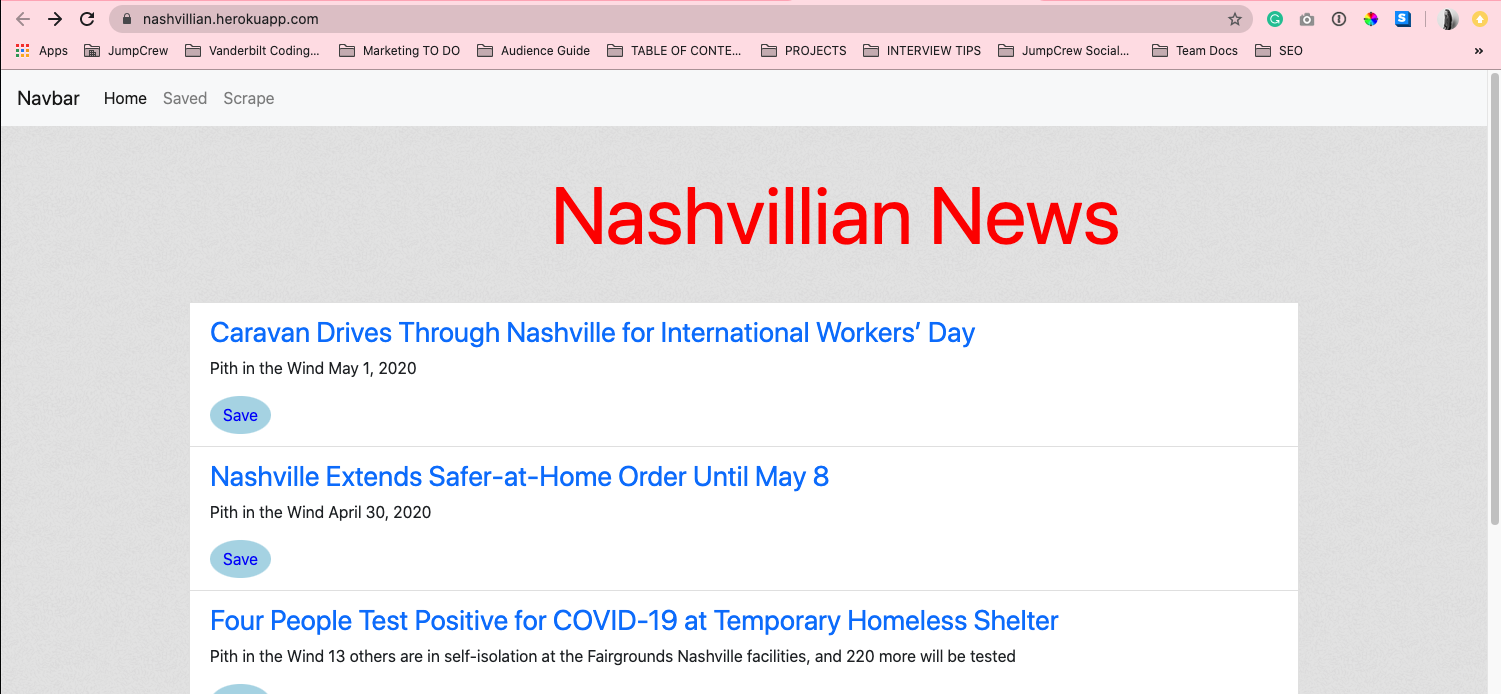 nashvillian.herokuapp.com
Apps JumpCrew Vanderbilt Coding... Marketing TO DO Audience Guide TABLE OF CONTE... PROJECTS INTERVIEW TIPS JumpCrew Social... Team Docs SEO »
Navbar Home Saved Scrape
Nashvillian News
Caravan Drives Through Nashville for International Workers’ Day
Pith in the Wind May 1, 2020
Save
Nashville Extends Safer-at-Home Order Until May 8
Pith in the Wind April 30, 2020
Save
Four People Test Positive for COVID-19 at Temporary Homeless Shelter
Pith in the Wind 13 others are in self-isolation at the Fairgrounds Nashville facilities, and 220 more will be tested